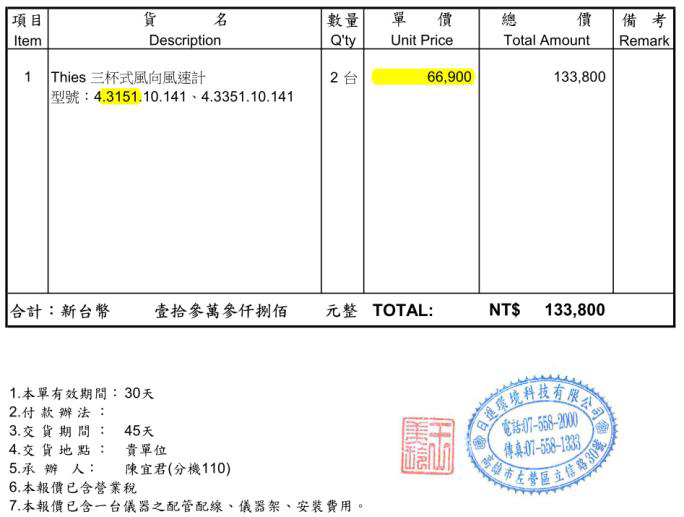 項目 貨 名 數量 單 價 總 價 備 考
Item Description Q'ty Unit Price Total Amount Remark
1 Thies 三杯式風向風速計 2 台 66,900 133,800
型號：4.3151.10.141、4.3351.10.141
合計：新台幣 壹拾參萬參仟捌佰 元整 TOTAL: NT$ 133,800
1.本單有效期間： 30天
2.付 款 辦 法 ：
3.交 貨 期 間 ： 45天
4.交 貨 地 點 ： 貴單位
5.承 辦 人： 陳宜君(分機110)
6.本報價已含營業稅
7.本報價已含一台儀器之配管配線、儀器架、安裝費用。
日進環境科技有限公司
電話:07-558-2000
傳真:07-558-1333
高雄市左營區立信路30號